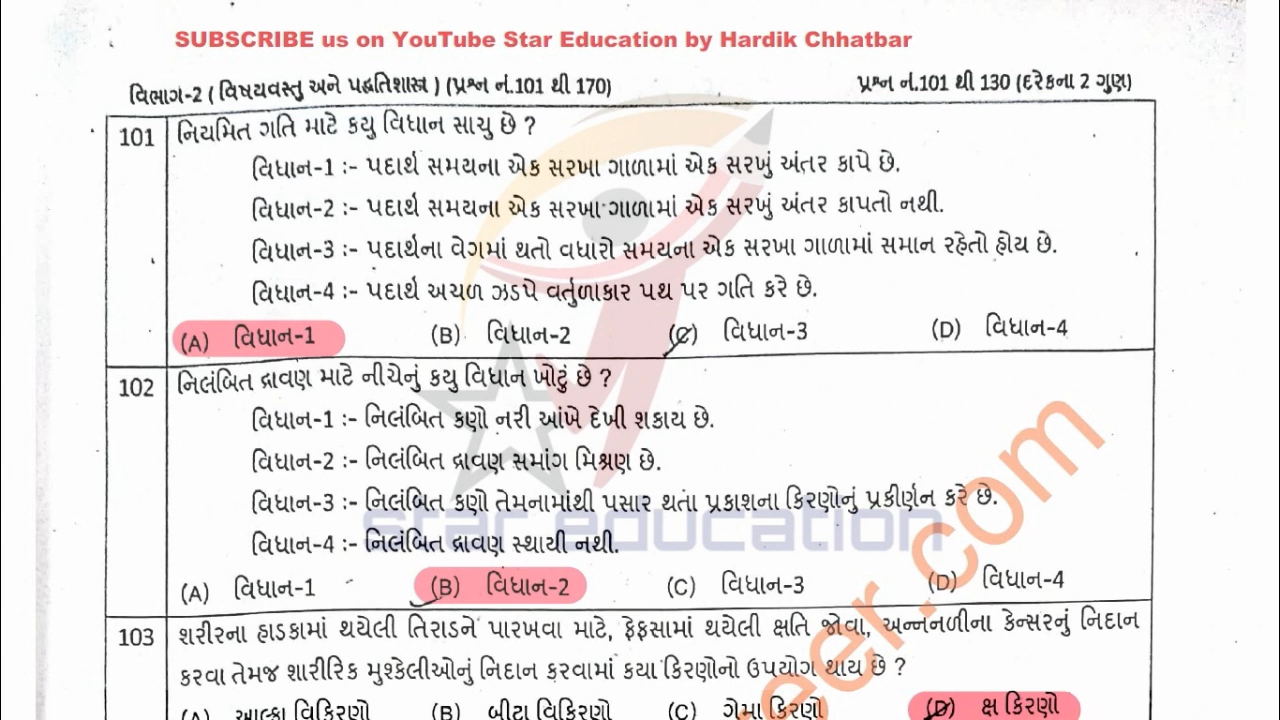 SUBSCRIBE us on YouTube Star Education by Hardik Chhatbar
વિભાગ-2 ( વિષયવસ્તુ અને પદ્ધતિશાસ્ત્ર ) (પ્રશ્ન નં.101 થી 170) પ્રશ્ન નં.101 થી 130 (દરેકના 2 ગુણ)
101 નિયમિત ગતિ માટે કયુ વિધાન સાચુ છે ?
વિધાન-1 :- પદાર્થ સમયના એક સરખા ગાળામાં એક સરખું અંતર કાપે છે.
વિધાન-2 :- પદાર્થ સમયના એક સરખા ગાળામાં એક સરખું અંતર કાપતો નથી.
વિધાન-3 :- પદાર્થના વેગમાં થતો વધારો સમયના એક સરખા ગાળામાં સમાન રહેતો હોય છે.
વિધાન-4 :- પદાર્થ અચળ ઝડપે વર્તુળાકાર પથ પર ગતિ કરે છે.
(A) વિધાન-1 (B) વિધાન-2 (C) વિધાન-3 (D) વિધાન-4
102 નિલંબિત દ્રાવણ માટે નીચેનું કયુ વિધાન ખોટું છે ?
વિધાન-1 :- નિલંબિત કણો નરી આંખે દેખી શકાય છે.
વિધાન-2 :- નિલંબિત દ્રાવણ સમાંગ મિશ્રણ છે.
વિધાન-3 :- નિલંબિત કણો તેમનામાંથી પસાર થતા પ્રકાશના કિરણોનું પ્રકીર્ણન કરે છે.
star education
વિધાન-4 :- નિલંબિત દ્રાવણ સ્થાયી નથી.
(A) વિધાન-1 (B) વિધાન-2 (C) વિધાન-3 (D) વિધાન-4
103 શરીરના હાડકામાં થયેલી તિરાડને પારખવા માટે, ફેફસામાં થયેલી ક્ષતિ જોવા, અન્નનળીના કેન્સરનું નિદાન
કરવા તેમજ શારીરિક મુશ્કેલીઓનું નિદાન કરવામાં કયા કિરણોનો ઉપયોગ થાય છે ?
(A) આલ્ફા વિકિરણો (B) બીટા વિકિરણો (C) ગેમા કિરણો (D) ક્ષ કિરણો
eer.com